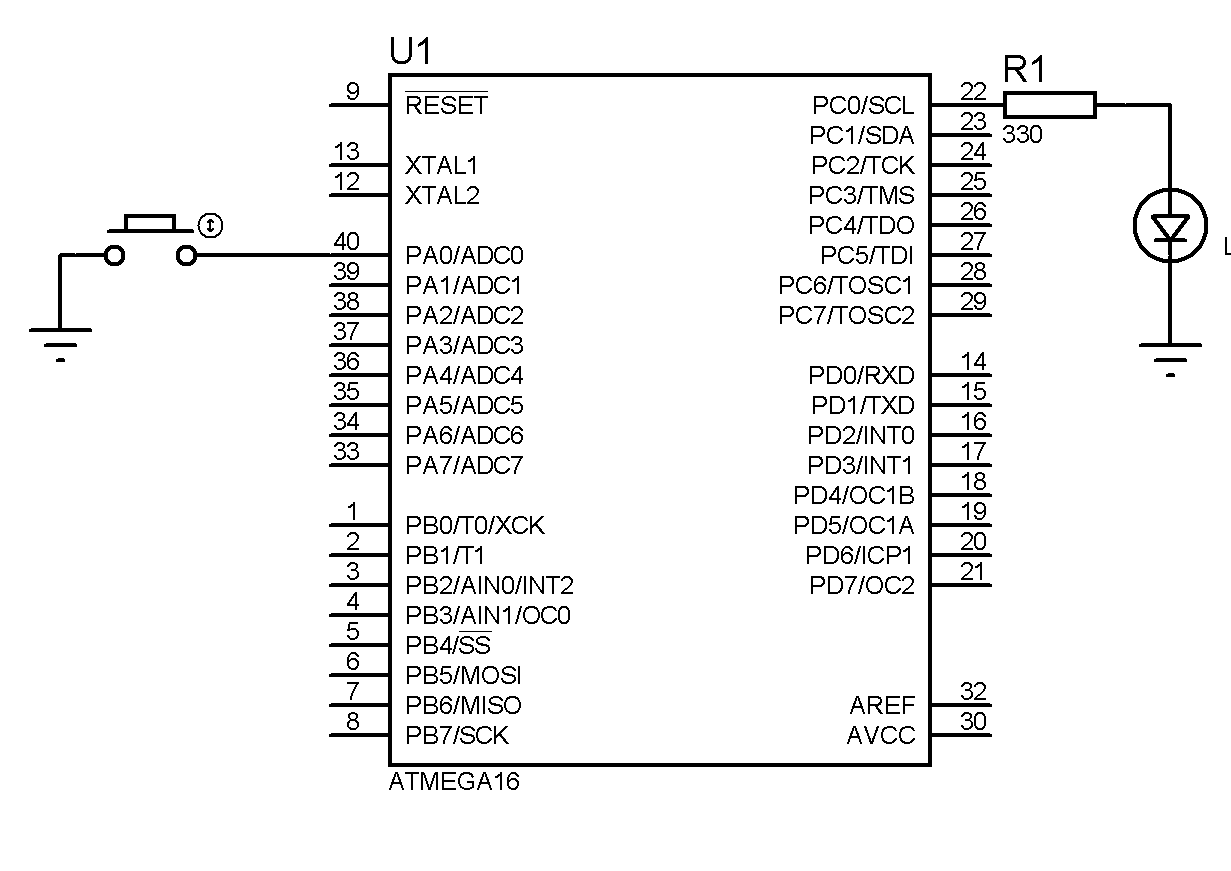 U1
9 RESET
13 XTAL1
12 XTAL2
40 PA0/ADC0
39 PA1/ADC1
38 PA2/ADC2
37 PA3/ADC3
36 PA4/ADC4
35 PA5/ADC5
34 PA6/ADC6
33 PA7/ADC7
1 PB0/T0/XCK
2 PB1/T1
3 PB2/AIN0/INT2
4 PB3/AIN1/OC0
5 PB4/SS
6 PB5/MOSI
7 PB6/MISO
8 PB7/SCK
PC0/SCL 22
PC1/SDA 23
PC2/TCK 24
PC3/TMS 25
PC4/TDO 26
PC5/TDI 27
PC6/TOSC1 28
PC7/TOSC2 29
PD0/RXD 14
PD1/TXD 15
PD2/INT0 16
PD3/INT1 17
PD4/OC1B 18
PD5/OC1A 19
PD6/ICP1 20
PD7/OC2 21
AREF 32
AVCC 30
ATMEGA16
R1
330